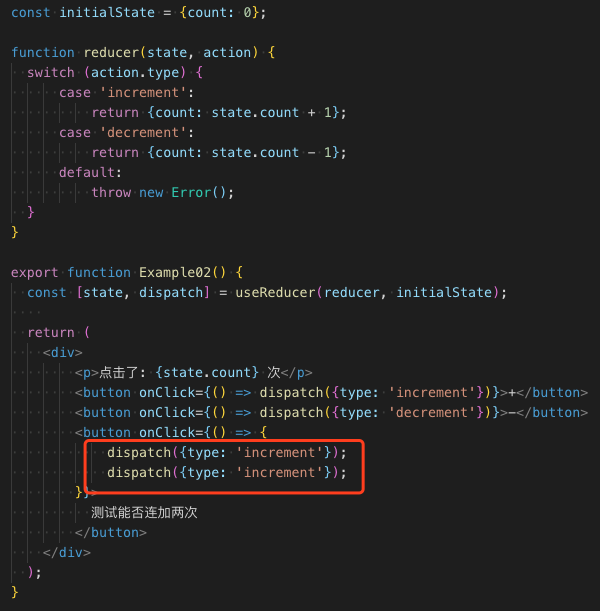 const initialState = {count: 0};
function reducer(state, action) {
switch (action.type) {
case 'increment':
return {count: state.count + 1};
case 'decrement':
return {count: state.count - 1};
default:
throw new Error();
}
}
export function Example02() {
const [state, dispatch] = useReducer(reducer, initialState);
return (
<div>
<p>点击了: {state.count} 次</p>
<button onClick={() => dispatch({type: 'increment'})}>+</button>
<button onClick={() => dispatch({type: 'decrement'})}>-</button>
<button onClick={() => {
dispatch({type: 'increment'});
dispatch({type: 'increment'});
}}>
测试能否连加两次
</button>
</div>
);
}